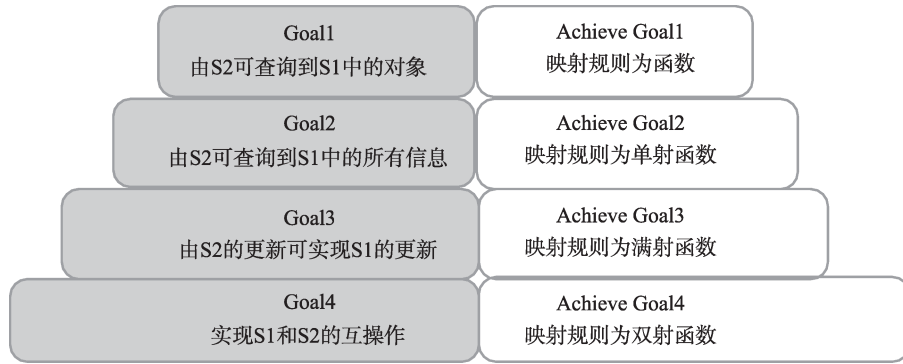 Goal1
由S2可查询到S1中的对象
Achieve Goal1
映射规则为函数
Goal2
由S2可查询到S1中的所有信息
Achieve Goal2
映射规则为单射函数
Goal3
由S2的更新可实现S1的更新
Achieve Goal3
映射规则为满射函数
Goal4
实现S1和S2的互操作
Achieve Goal4
映射规则为双射函数